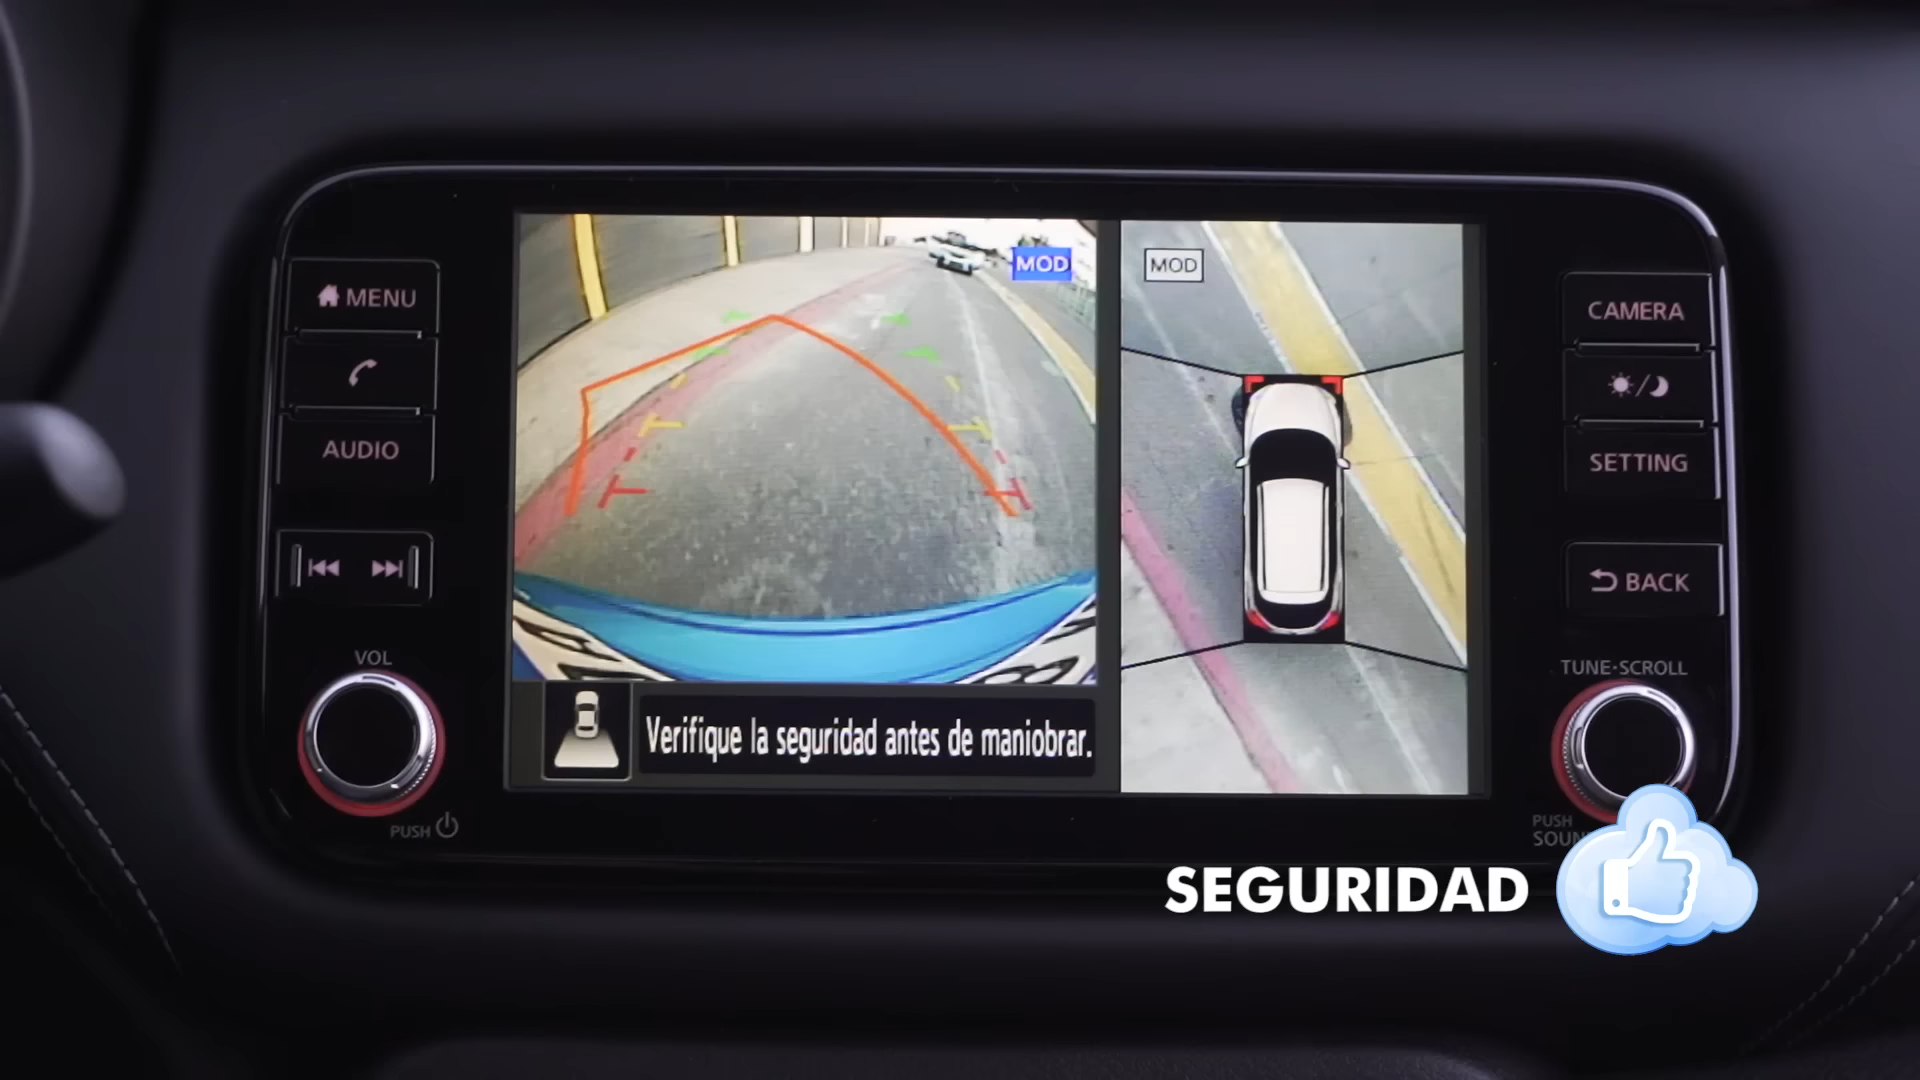 MENU
AUDIO
VOL
PUSH
MOD
MOD
Verifique la seguridad antes de maniobrar.
CAMERA
SETTING
BACK
TUNE·SCROLL
PUSH
SEGURIDAD